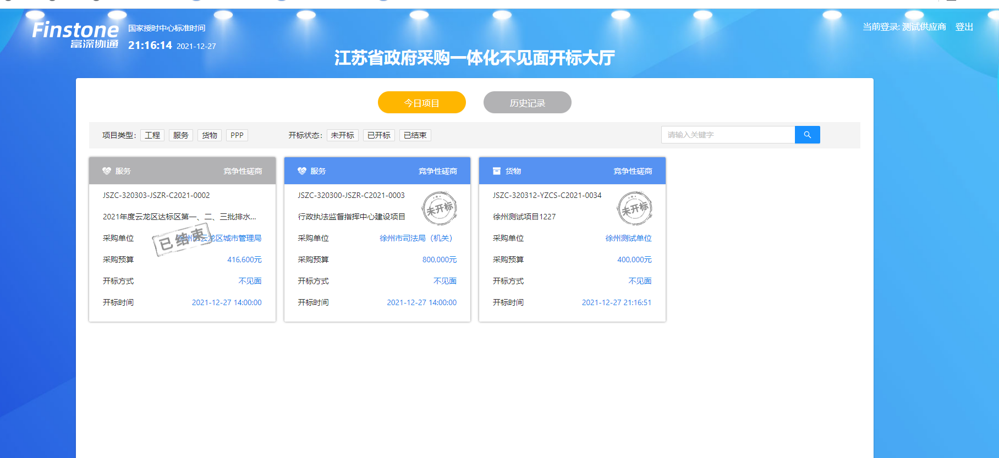 Finstone
富深协通
国家授时中心标准时间
21:16:14 2021-12-27
当前登录: 测试供应商 登出
江苏省政府采购一体化不见面开标大厅
今日项目 历史记录
项目类型: 工程 服务 货物 PPP 开标状态: 未开标 已开标 已结束 请输入关键字
服务 竞争性磋商
JSZC-320303-JSZR-C2021-0002
2021年度云龙区达标区第一、二、三批排水...
已结束
采购单位 徐州市云龙区城市管理局
采购预算 416,600元
开标方式 不见面
开标时间 2021-12-27 14:00:00
服务 竞争性磋商
JSZC-320300-JSZR-C2021-0003
未开标
行政执法监督指挥中心建设项目
采购单位 徐州市司法局（机关）
采购预算 800,000元
开标方式 不见面
开标时间 2021-12-27 14:00:00
货物 竞争性磋商
JSZC-320312-YZCS-C2021-0034
未开标
徐州测试项目1227
采购单位 徐州测试单位
采购预算 400,000元
开标方式 不见面
开标时间 2021-12-27 21:16:51